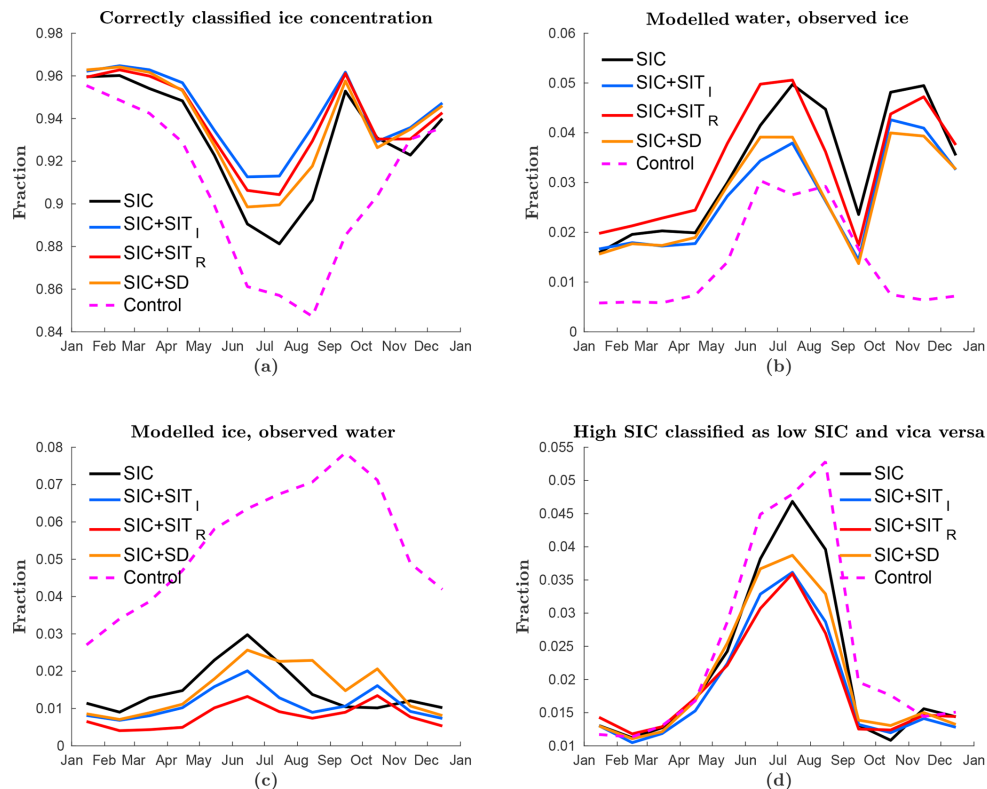 Correctly classified ice concentration
0.98
0.96
0.94
0.92
0.9
0.88
0.86
0.84
Fraction
SIC
SIC+SIT I
SIC+SIT R
SIC+SD
Control
Jan Feb Mar Apr May Jun Jul Aug Sep Oct Nov Dec Jan
(a)
Modelled water, observed ice
0.06
0.05
0.04
0.03
0.02
0.01
0
Fraction
SIC
SIC+SIT I
SIC+SIT R
SIC+SD
Control
Jan Feb Mar Apr May Jun Jul Aug Sep Oct Nov Dec Jan
(b)
Modelled ice, observed water
0.08
0.07
0.06
0.05
0.04
0.03
0.02
0.01
0
Fraction
SIC
SIC+SIT I
SIC+SIT R
SIC+SD
Control
Jan Feb Mar Apr May Jun Jul Aug Sep Oct Nov Dec Jan
(c)
High SIC classified as low SIC and vica versa
0.055
0.05
0.045
0.04
0.035
0.03
0.025
0.02
0.015
0.01
Fraction
SIC
SIC+SIT I
SIC+SIT R
SIC+SD
Control
Jan Feb Mar Apr May Jun Jul Aug Sep Oct Nov Dec Jan
(d)